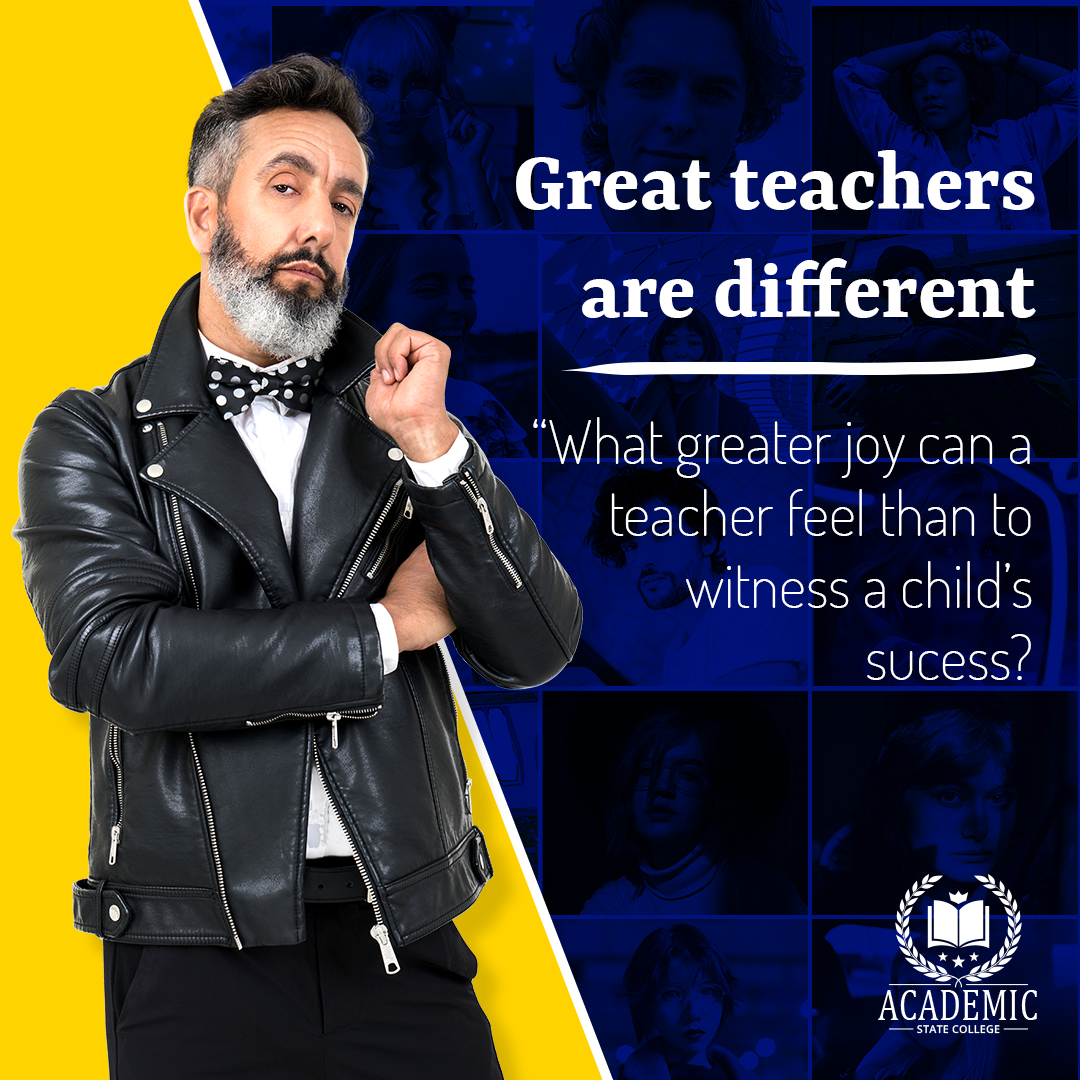 Great teachers
are different
“What greater joy can a
teacher feel than to
witness a child’s
sucess?
ACADEMIC
STATE COLLEGE